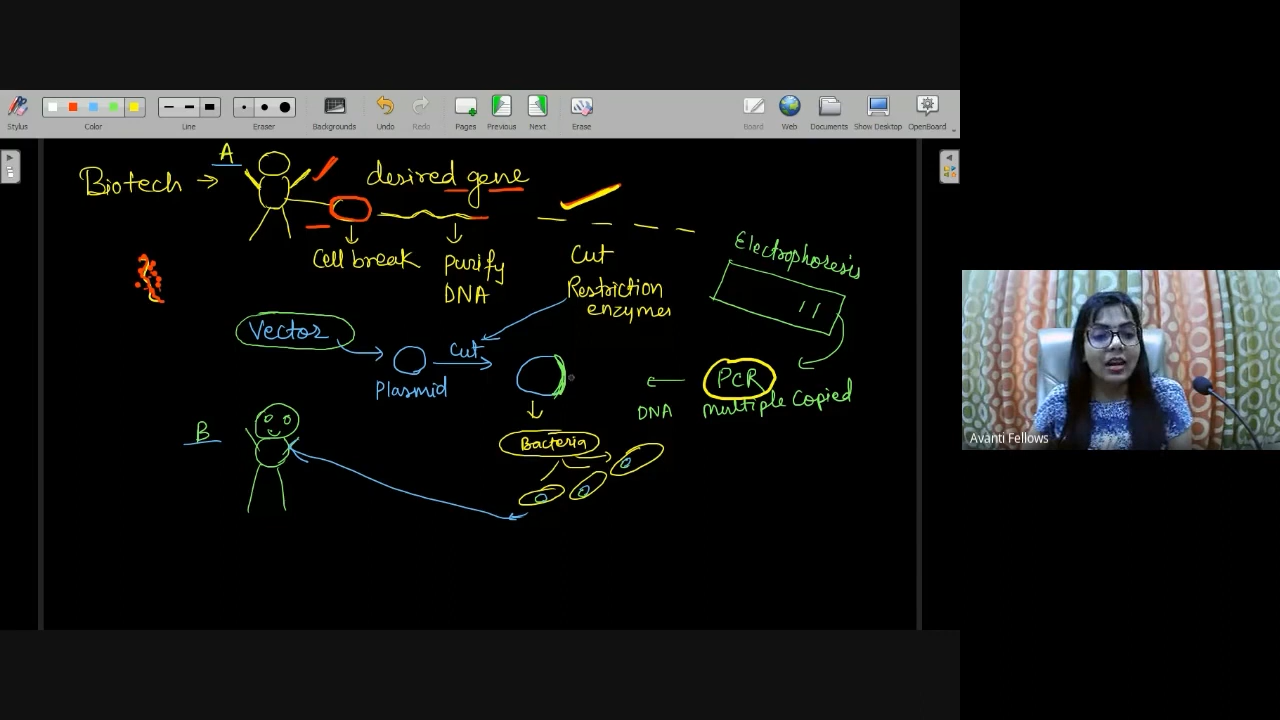 Stylus
Color
Line
Eraser
Backgrounds
Undo
Redo
Pages
Previous
Next
Erase
Board
Web
Documents
Show Desktop
OpenBoard
Biotech →
A
desired gene
Cell break
Purify
DNA
Cut
Restriction
enzymes
Electrophoresis
Vector
Plasmid
Cut
PCR
multiple copied
DNA
Bacteria
B
Avanti Fellows